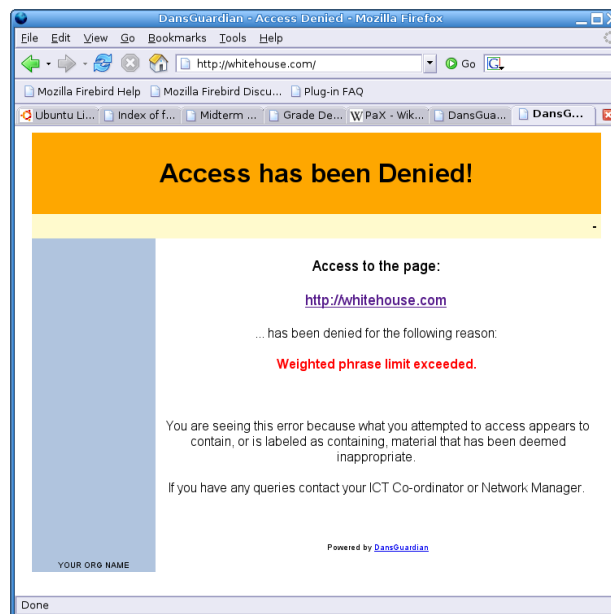 DansGuardian - Access Denied - Mozilla Firefox
File Edit View Go Bookmarks Tools Help
http://whitehouse.com/ Go G
Mozilla Firebird Help Mozilla Firebird Discu... Plug-in FAQ
Ubuntu Li... Index of f... Midterm ... Grade De... W PaX - Wik... DansGua... DansG...
Access has been Denied!
-
Access to the page:
http://whitehouse.com
... has been denied for the following reason:
Weighted phrase limit exceeded.
You are seeing this error because what you attempted to access appears to
contain, or is labeled as containing, material that has been deemed
inappropriate.
If you have any queries contact your ICT Co-ordinator or Network Manager.
Powered by DansGuardian
YOUR ORG NAME
Done